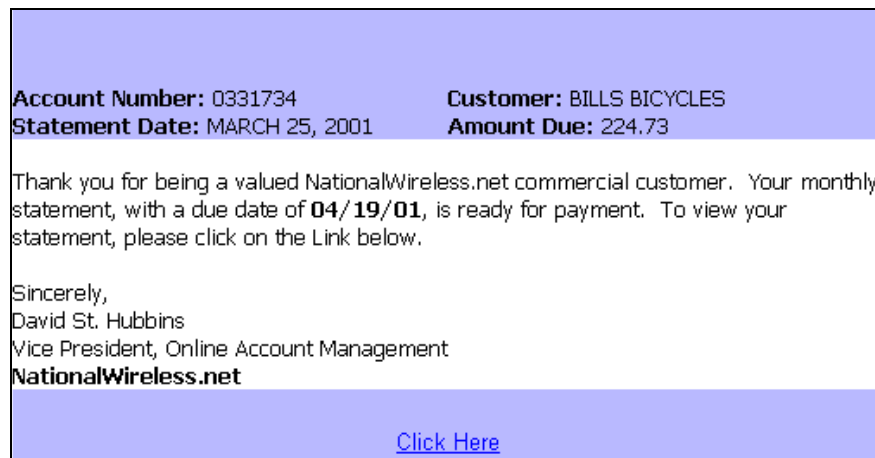 Account Number: 0331734 Customer: BILLS BICYCLES
Statement Date: MARCH 25, 2001 Amount Due: 224.73
Thank you for being a valued NationalWireless.net commercial customer. Your monthly
statement, with a due date of 04/19/01, is ready for payment. To view your
statement, please click on the Link below.
Sincerely,
David St. Hubbins
Vice President, Online Account Management
NationalWireless.net
Click Here